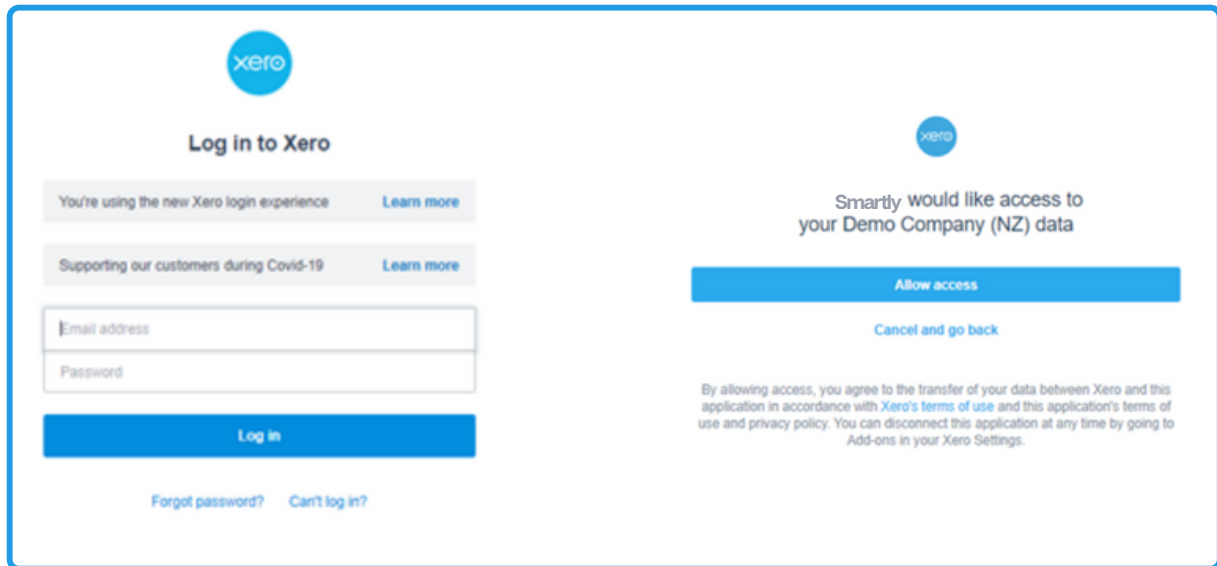 xero
Log in to Xero
You're using the new Xero login experience Learn more
Supporting our customers during Covid-19 Learn more
Email address
Password
Log in
Forgot password? Can't log in?
xero
Smartly would like access to
your Demo Company (NZ) data
Allow access
Cancel and go back
By allowing access, you agree to the transfer of your data between Xero and this
application in accordance with Xero's terms of use and this application's terms of
use and privacy policy. You can disconnect this application at any time by going to
Add-ons in your Xero Settings.